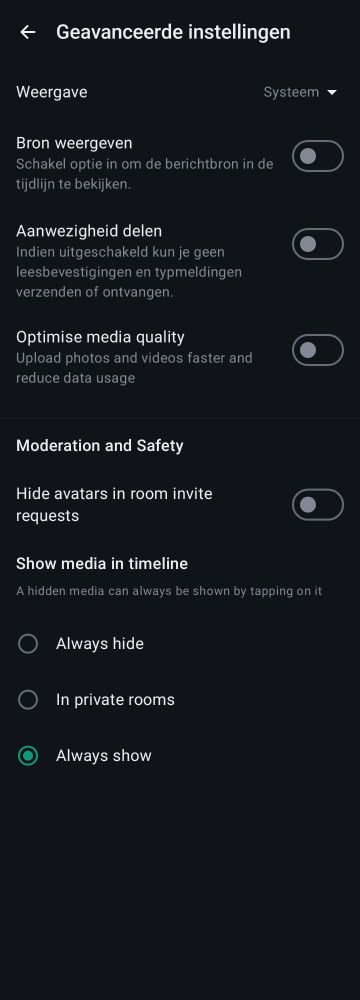 Geavanceerde instellingen
Weergave
Systeem
Bron weergeven
Schakel optie in om de berichtbron in de
tijdlijn te bekijken.
Aanwezigheid delen
Indien uitgeschakeld kun je geen
leesbevestigingen en typmeldingen
verzenden of ontvangen.
Optimise media quality
Upload photos and videos faster and
reduce data usage
Moderation and Safety
Hide avatars in room invite
requests
Show media in timeline
A hidden media can always be shown by tapping on it
Always hide
In private rooms
Always show